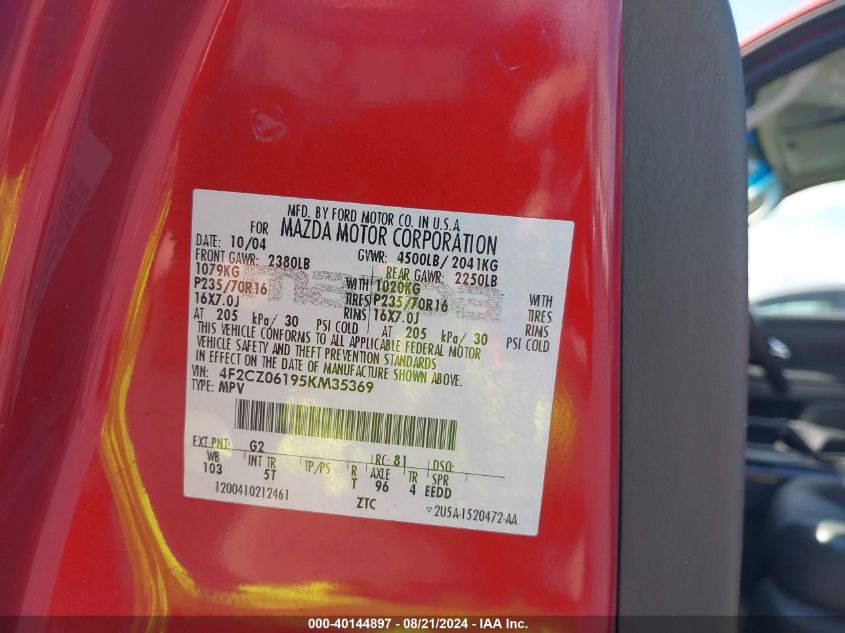 MFD. BY FORD MOTOR CO. IN U.S.A.
FOR MAZDA MOTOR CORPORATION
DATE: 10/04 GVWR: 4500LB/2041KG
FRONT GAWR: 2380LB REAR GAWR: 2250LB
1079KG WITH 1020KG WITH
P235/70R16 TIRES P235/70R16 TIRES
16X7.0J RIMS 16X7.0J RIMS
AT 205 kPa/ 30 PSI COLD AT 205 kPa/ 30 PSI COLD
THIS VEHICLE CONFORMS TO ALL APPLICABLE FEDERAL MOTOR
VEHICLE SAFETY AND THEFT PREVENTION STANDARDS
IN EFFECT ON THE DATE OF MANUFACTURE SHOWN ABOVE.
VIN: 4F2CZ06195KM35369
TYPE: MPV
EXT PNT: G2 RC: 81 DSO:
WB INT TR TP/PS R AXLE TR SPR
103 5T T 96 4 EEDD
1200410212461 ZTC ▽2U5A-1520472-AA
000-40144897 - 08/21/2024 - IAA Inc.